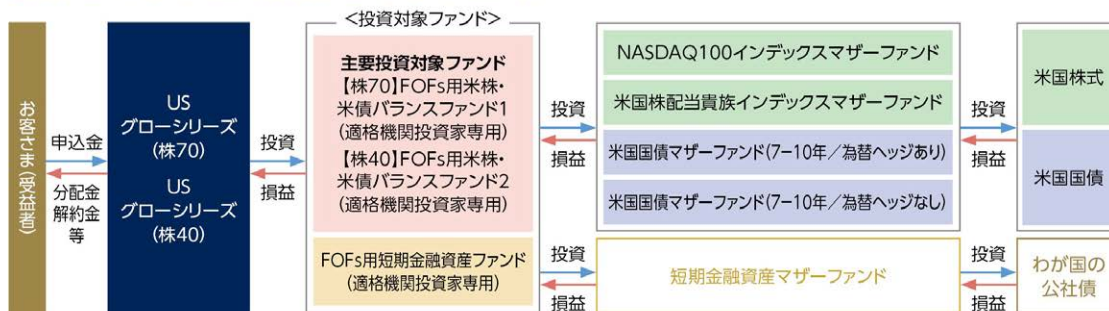 お客さま(受益者)
申込金
分配金
解約金
等
US
グローシリーズ
(株70)
US
グローシリーズ
(株40)
投資
損益
<投資対象ファンド>
主要投資対象ファンド
【株70】FOFs用米株・
米債バランスファンド1
(適格機関投資家専用)
【株40】FOFs用米株・
米債バランスファンド2
(適格機関投資家専用)
FOFs用短期金融資産ファンド
(適格機関投資家専用)
投資
損益
投資
損益
NASDAQ100インデックスマザーファンド
米国株配当貴族インデックスマザーファンド
米国国債マザーファンド(7−10年/為替ヘッジあり)
米国国債マザーファンド(7−10年/為替ヘッジなし)
短期金融資産マザーファンド
投資
損益
投資
損益
米国株式
米国国債
わが国の
公社債